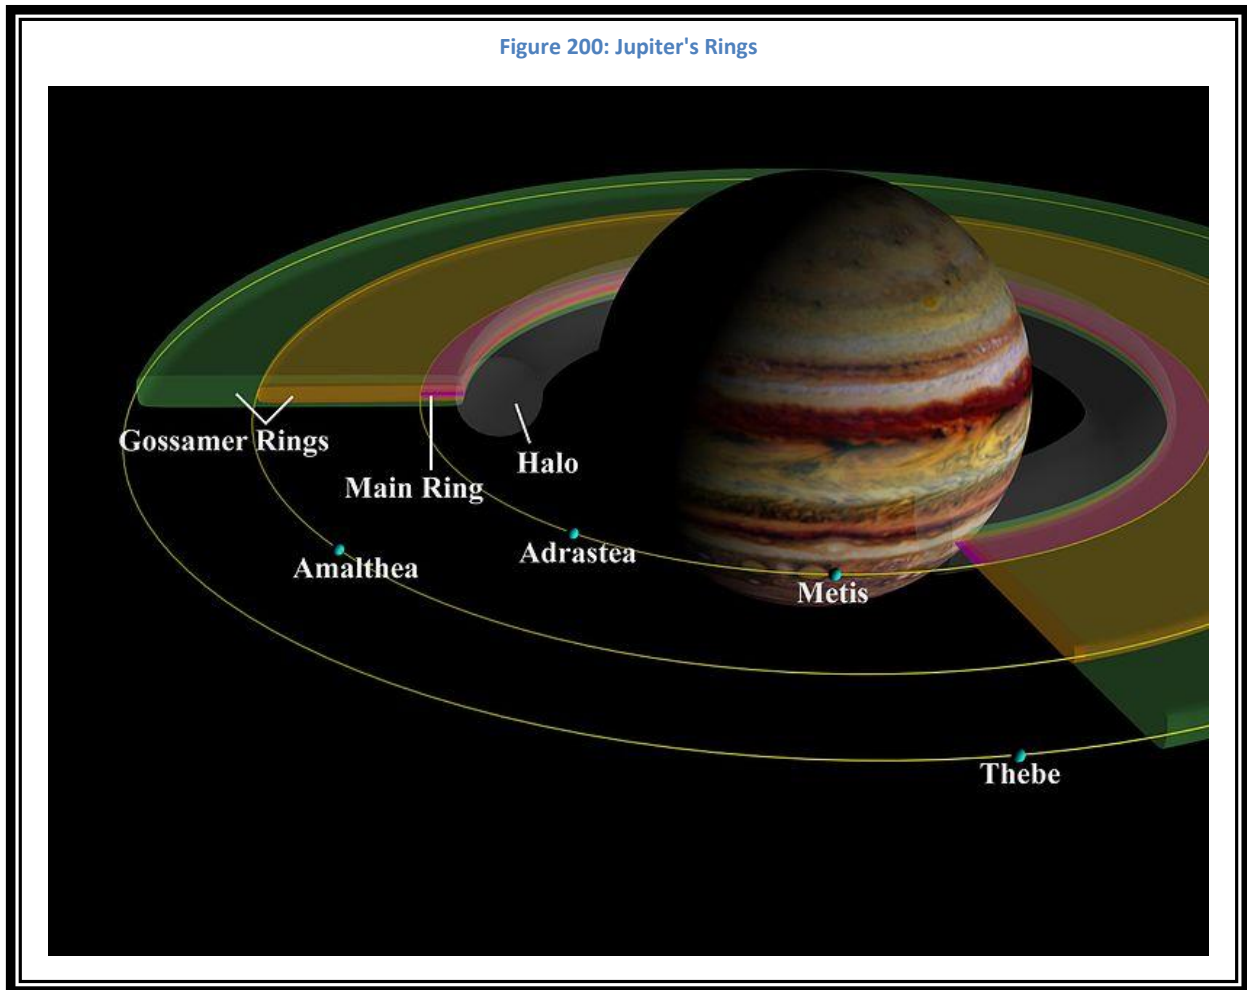 Figure 200: Jupiter's Rings
Gossamer Rings
Halo
Main Ring
Adrastea
Amalthea
Metis
Thebe